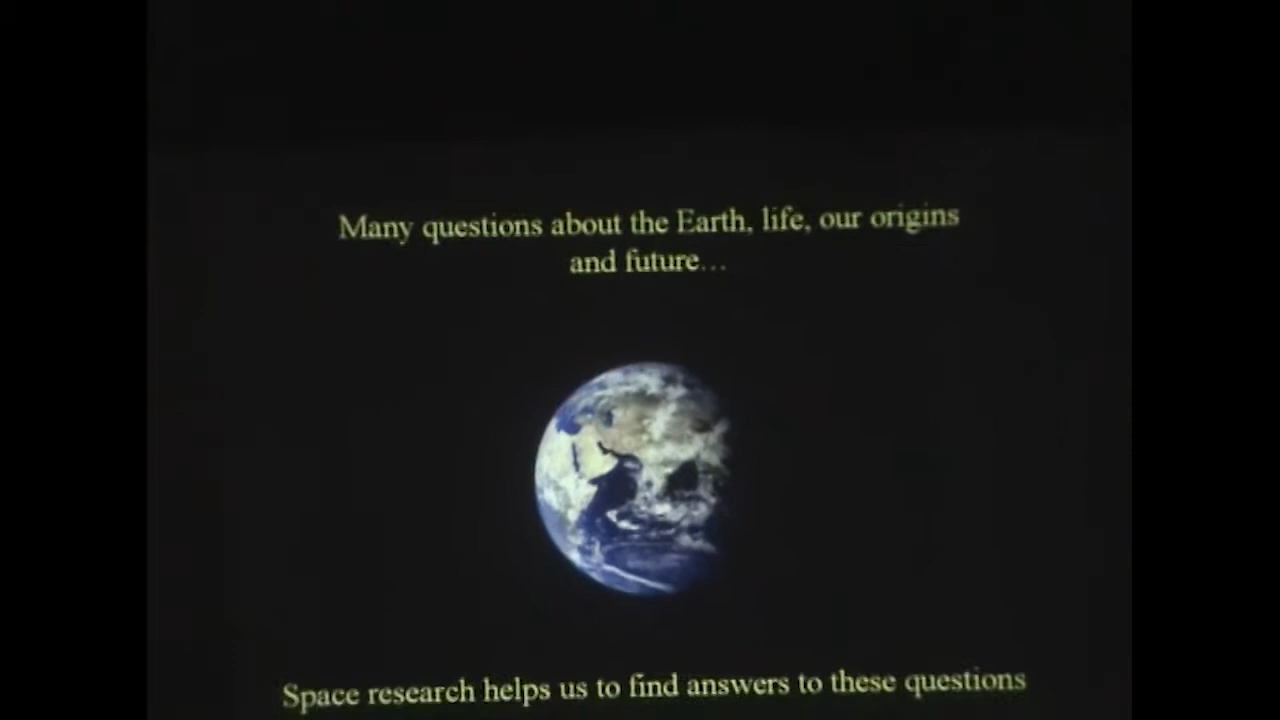 Many questions about the Earth, life, our origins
and future…
Space research helps us to find answers to these questions